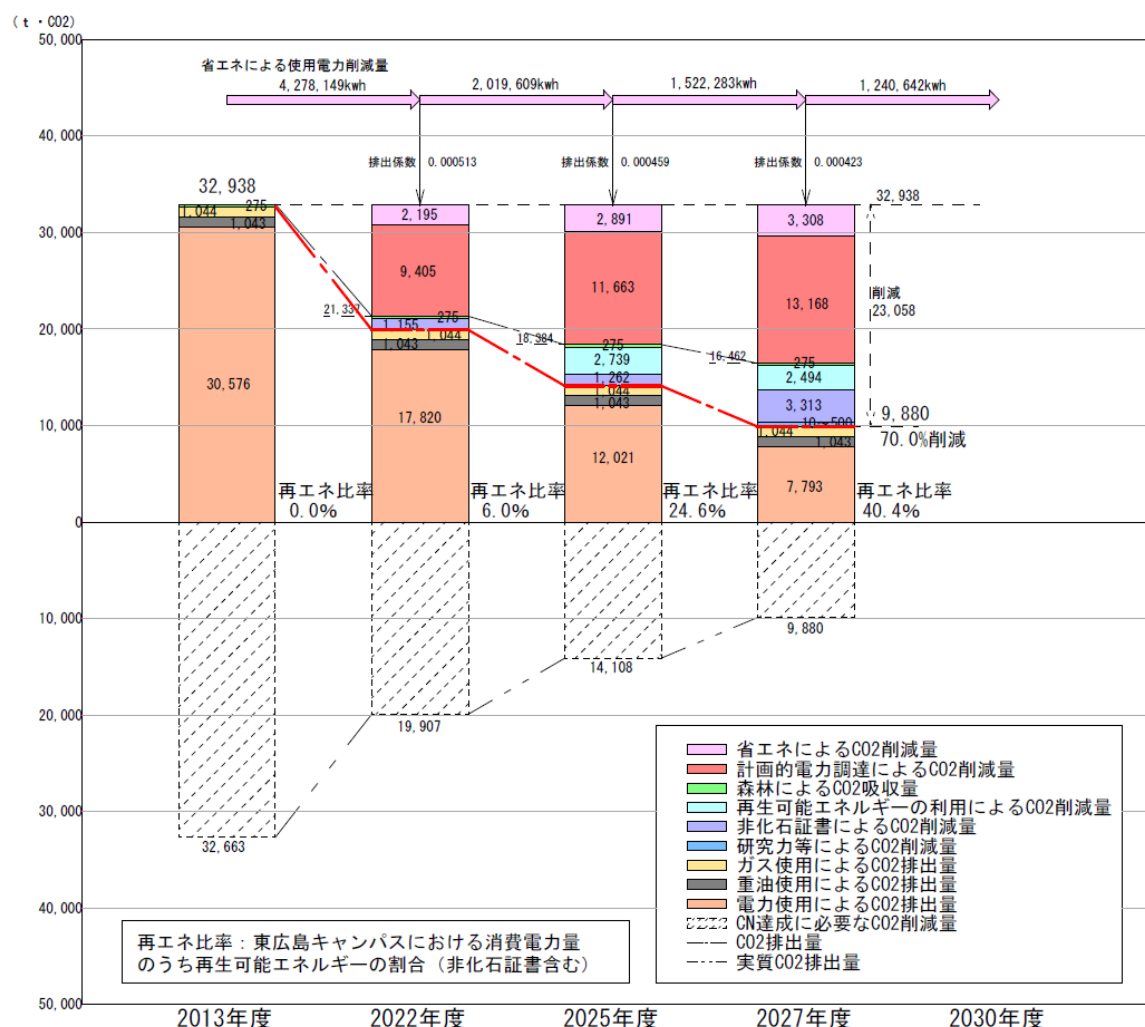 (t・CO2)
50,000
省エネによる使用電力削減量
4,278,149kwh
2,019,609kwh
1,522,283kwh
1,240,642kwh
40,000
排出係数 0.000513
排出係数 0.000459
排出係数 0.000423
32,938
32,938
275
1,044
1,043
2,195
2,891
3,308
30,000
9,405
11,663
13,168
削減
23,058
21,337
275
1,155
1,044
1,043
18,384
275
2,739
1,262
1,044
1,043
16,462
275
2,494
3,313
1,044
1,043
20,000
30,576
17,820
12,021
7,793
9,880
70.0%削減
10,000
再エネ比率
0.0%
再エネ比率
6.0%
再エネ比率
24.6%
再エネ比率
40.4%
0
10,000
9,880
14,108
20,000
19,907
30,000
32,663
40,000
50,000
省エネによるCO2削減量
計画的電力調達によるCO2削減量
森林によるCO2吸収量
再生可能エネルギーの利用によるCO2削減量
非化石証書によるCO2削減量
研究力等によるCO2削減量
ガス使用によるCO2排出量
重油使用によるCO2排出量
電力使用によるCO2排出量
CN達成に必要なCO2削減量
CO2排出量
実質CO2排出量
再エネ比率：東広島キャンパスにおける消費電力量
のうち再生可能エネルギーの割合（非化石証書含む）
2013年度
2022年度
2025年度
2027年度
2030年度